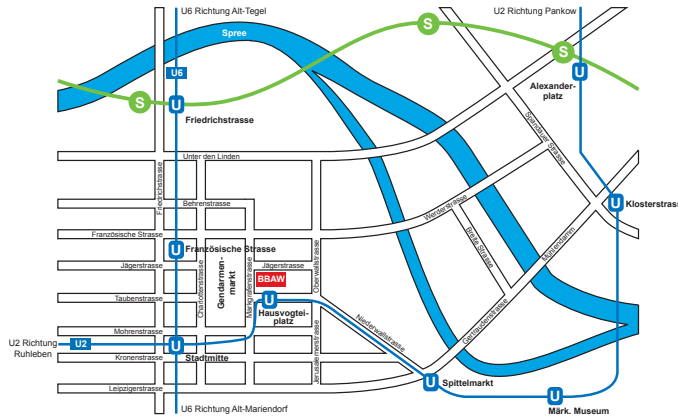 U6 Richtung Alt-Tegel
U2 Richtung Pankow
S
Spree
S
U6
U
Alexander-
platz
S
U
Friedrichstrasse
Spandauer Strasse
Unter den Linden
Friedrichstrasse
Behrenstrasse
Werderstrasse
U
Klosterstrass
Französische Strasse
Breite Strasse
Mühlendamm
U
Französische Strasse
Jägerstrasse
Charlottenstrasse
Gendarmen-
markt
Markgrafenstrasse
Jägerstrasse
Oberwallstrasse
BBAW
Taubenstrasse
U
Hausvogtei-
platz
Niederwallstrasse
Gertraudenstrasse
Mohrenstrasse
U2 Richtung
Ruhleben
U2
U
Stadtmitte
Kronenstrasse
Jerusalemerstrasse
Leipzigerstrasse
U
Spittelmarkt
U
Märk. Museum
U6 Richtung Alt-Mariendorf